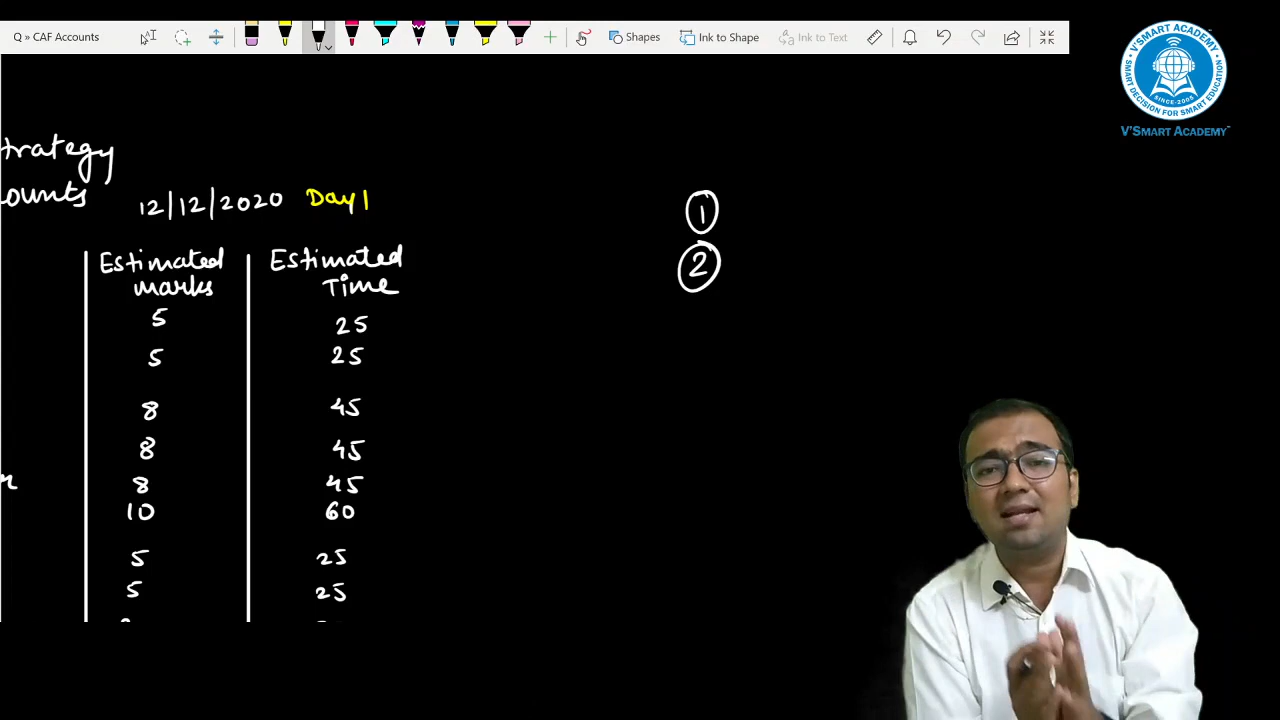 Q » CAF Accounts
Shapes
Ink to Shape
Ink to Text
V'SMART ACADEMY
SMART DECISION FOR SMART EDUCATION
SINCE-2005
V'SMART ACADEMY
trategy
ounts
12/12/2020 Day 1
Estimated marks
Estimated Time
5 25
5 25
8 45
8 45
8 45
10 60
5 25
5 25
1
2